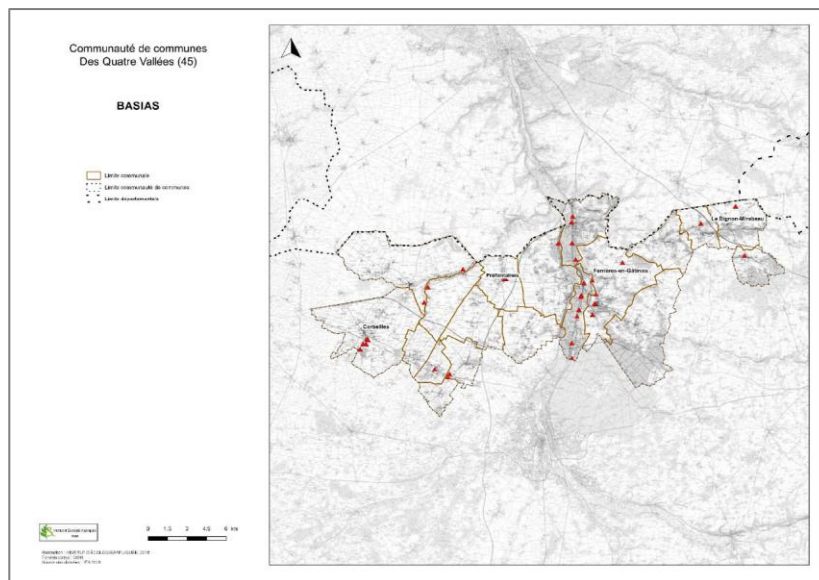 Communauté de communes
Des Quatre Vallées (45)
BASIAS
Limite communale
Limite communauté de communes
Limite départementale
Le Bignon-Mirabeau
Préfontaines
Ferrières-en-Gâtinais
Corbeilles
0 1.5 3 4.5 6 km